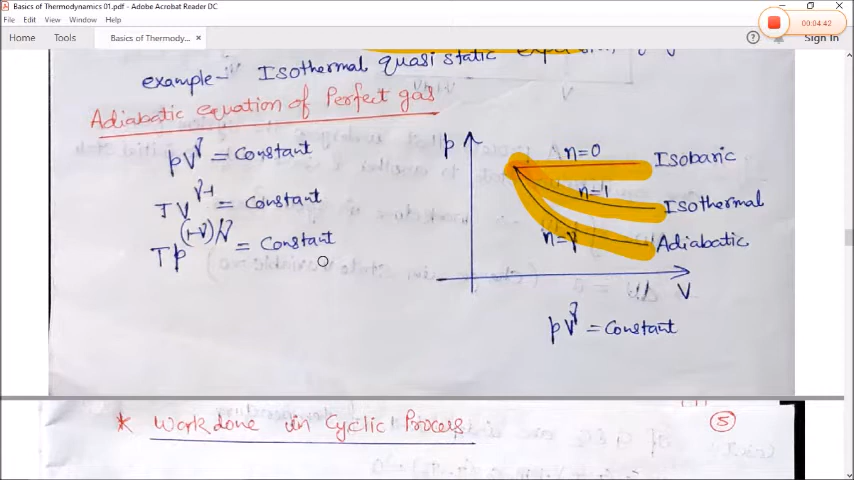 Basics of Thermodynamics 01.pdf - Adobe Acrobat Reader DC
File Edit View Window Help
00:04:42
Home Tools Basics of Thermody... × Sign In
example- Isothermal quasi static
Adiabatic equation of Perfect gas
pV^γ = Constant
TV^γ-1 = Constant
Tp^(1-γ)/γ = Constant
p
n=0 Isobaric
n=1 Isothermal
n=γ Adiabatic
V
pV^γ = Constant
* Workdone in Cyclic Process 5